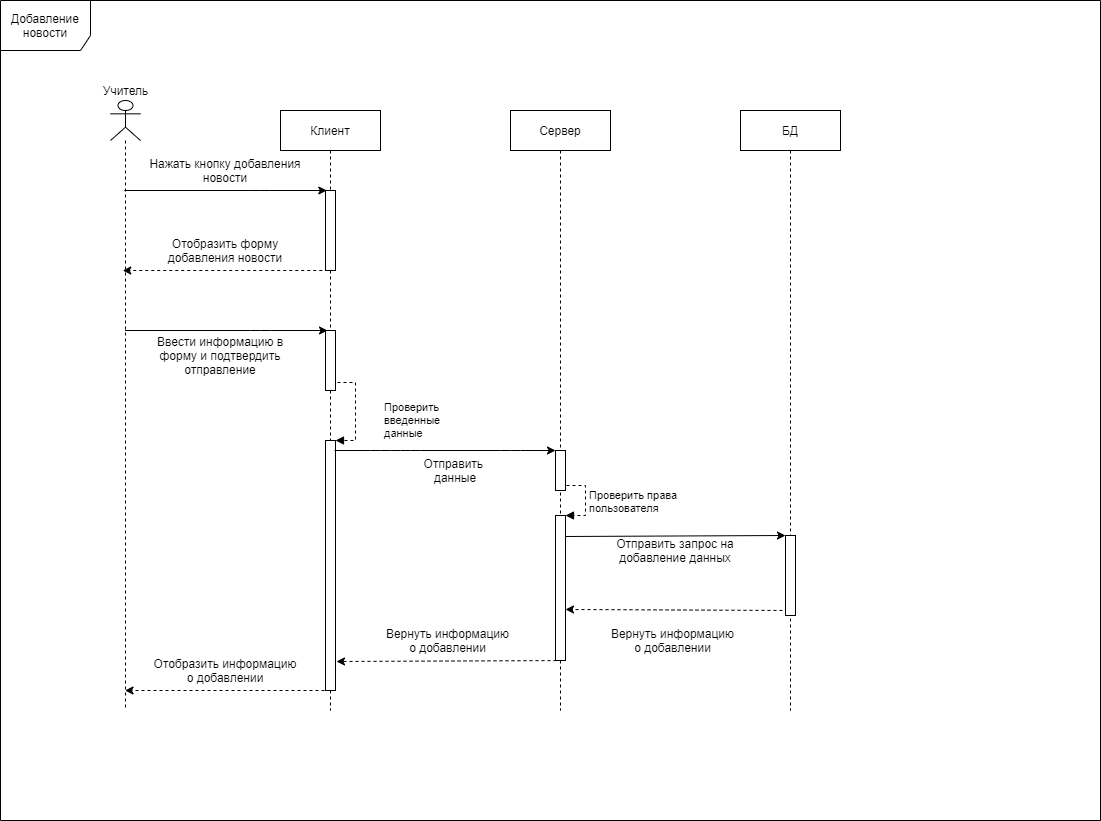 Добавление
новости
Учитель
Клиент
Сервер
БД
Нажать кнопку добавления
новости
Отобразить форму
добавления новости
Ввести информацию в
форму и подтвердить
отправление
Проверить
введенные
данные
Отправить
данные
Проверить права
пользователя
Отправить запрос на
добавление данных
Вернуть информацию
о добавлении
Вернуть информацию
о добавлении
Отобразить информацию
о добавлении